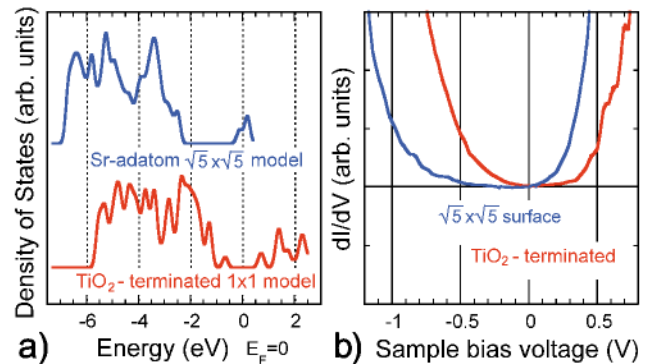 Density of States (arb. units)
Sr-adatom √5 x √5 model
TiO₂ - terminated 1x1 model
-6 -4 -2 0 2
a) Energy (eV) E_F=0
dI/dV (arb. units)
√5 x √5 surface
TiO₂ - terminated
-1 -0.5 0 0.5
b) Sample bias voltage (V)